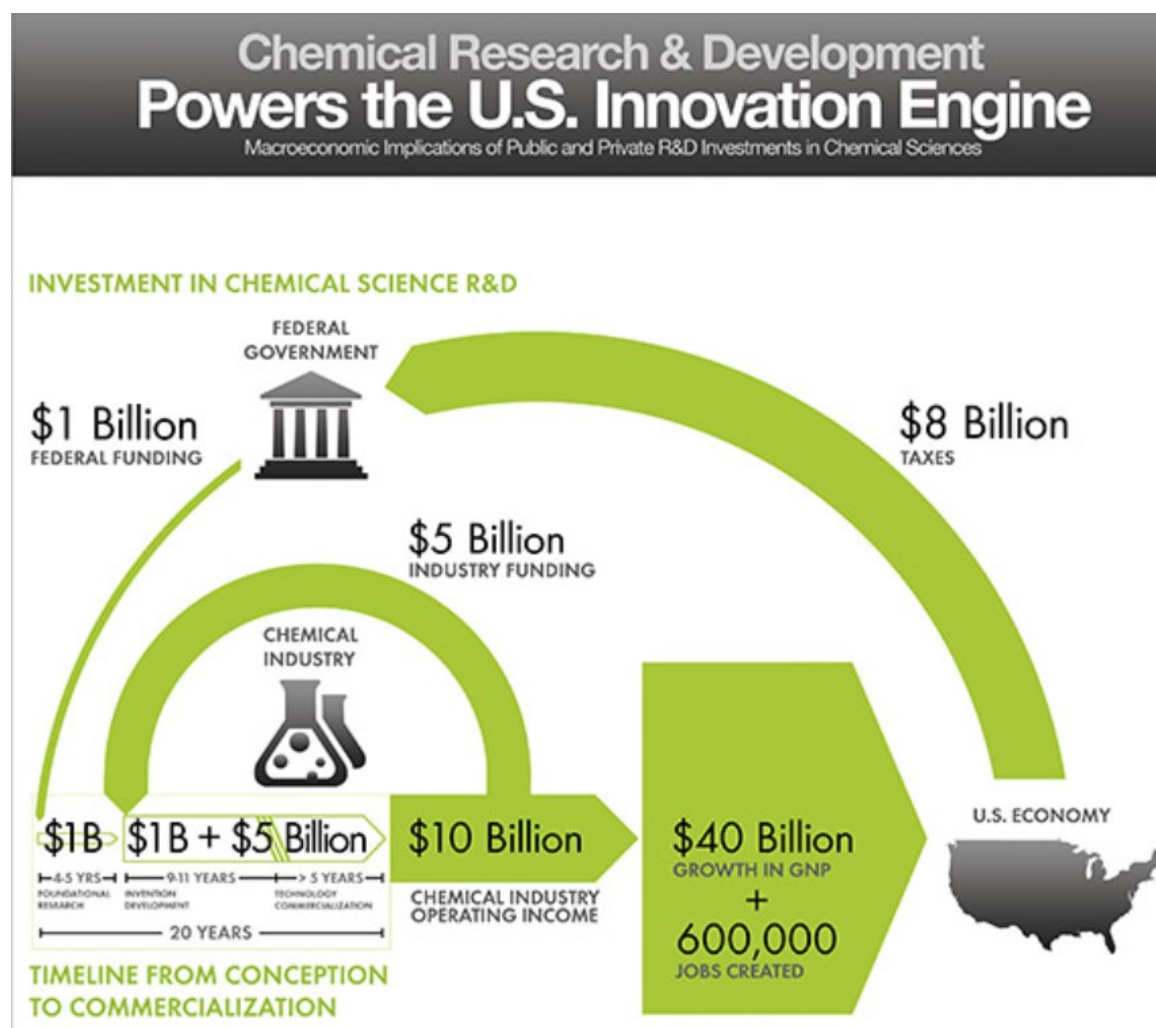 Chemical Research & Development
Powers the U.S. Innovation Engine
Macroeconomic Implications of Public and Private R&D Investments in Chemical Sciences
INVESTMENT IN CHEMICAL SCIENCE R&D
FEDERAL
GOVERNMENT
$1 Billion
FEDERAL FUNDING
$8 Billion
TAXES
$5 Billion
INDUSTRY FUNDING
CHEMICAL
INDUSTRY
$1B
$1B + $5 Billion
4-5 YRS
9-11 YEARS
> 5 YEARS
FOUNDATIONAL
RESEARCH
INVENTION
DEVELOPMENT
TECHNOLOGY
COMMERCIALIZATION
20 YEARS
$10 Billion
CHEMICAL INDUSTRY
OPERATING INCOME
$40 Billion
GROWTH IN GNP
+
600,000
JOBS CREATED
U.S. ECONOMY
TIMELINE FROM CONCEPTION
TO COMMERCIALIZATION